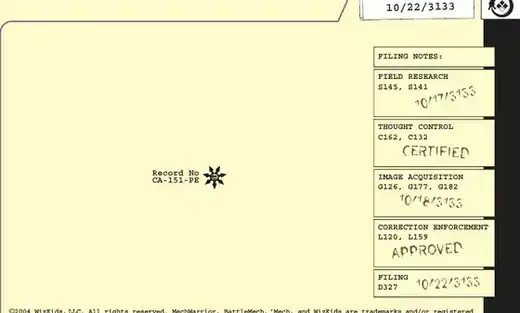 10/22/3133
FILING NOTES:
FIELD RESEARCH
S145, S141
10/17/3133
THOUGHT CONTROL
C162, C132
CERTIFIED
IMAGE ACQUISITION
G126, G177, G182
10/18/3133
Record No
CA-151-PE
CORRECTION ENFORCEMENT
L120, L159
APPROVED
FILING
D327
10/22/3133
©2004 WizKids, LLC. All rights reserved. MechWarrior, BattleMech, 'Mech, and WizKids are trademarks and/or registered